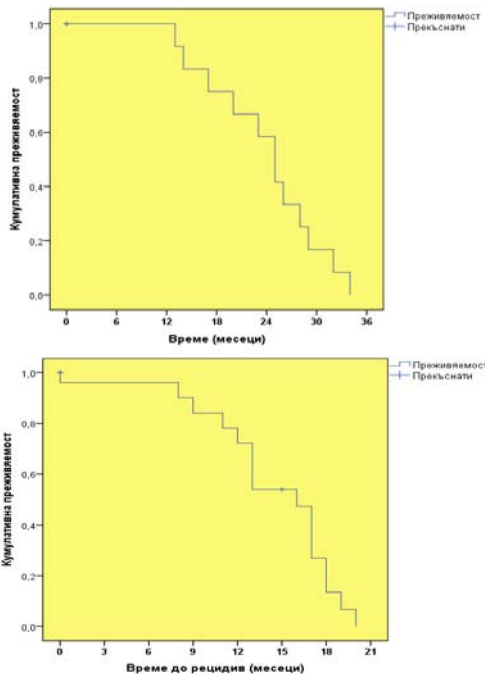 Преживяемост
Прекъснати
Кумулативна преживяемост
1,0
0,8
0,6
0,4
0,2
0,0
0 6 12 18 24 30 36
Време (месеци)
Преживяемост
Прекъснати
Кумулативна преживяемост
1,0
0,8
0,6
0,4
0,2
0,0
0 3 6 9 12 15 18 21
Време до рецидив (месеци)